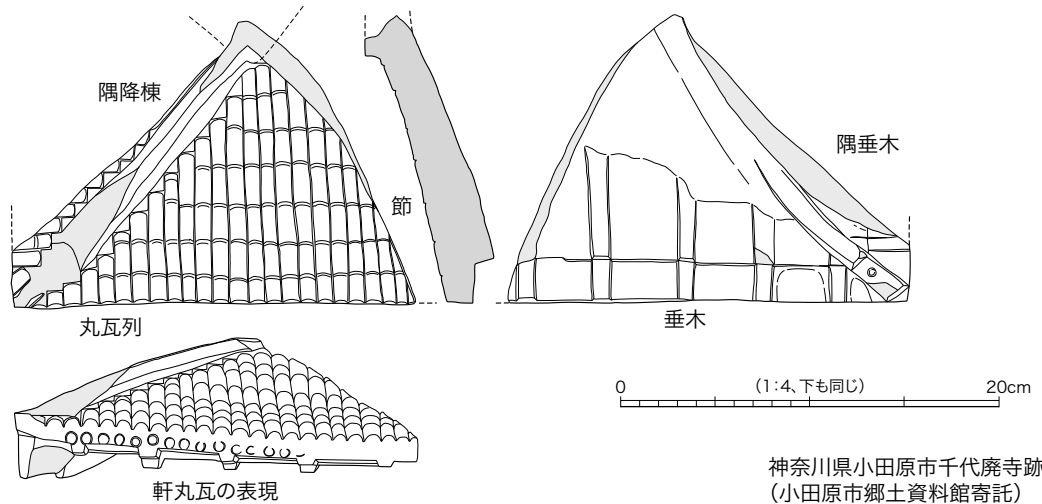 隅降棟
節
隅垂木
丸瓦列
垂木
軒丸瓦の表現
0 (1:4、下も同じ) 20cm
神奈川県小田原市千代廃寺跡
(小田原市郷土資料館寄託)